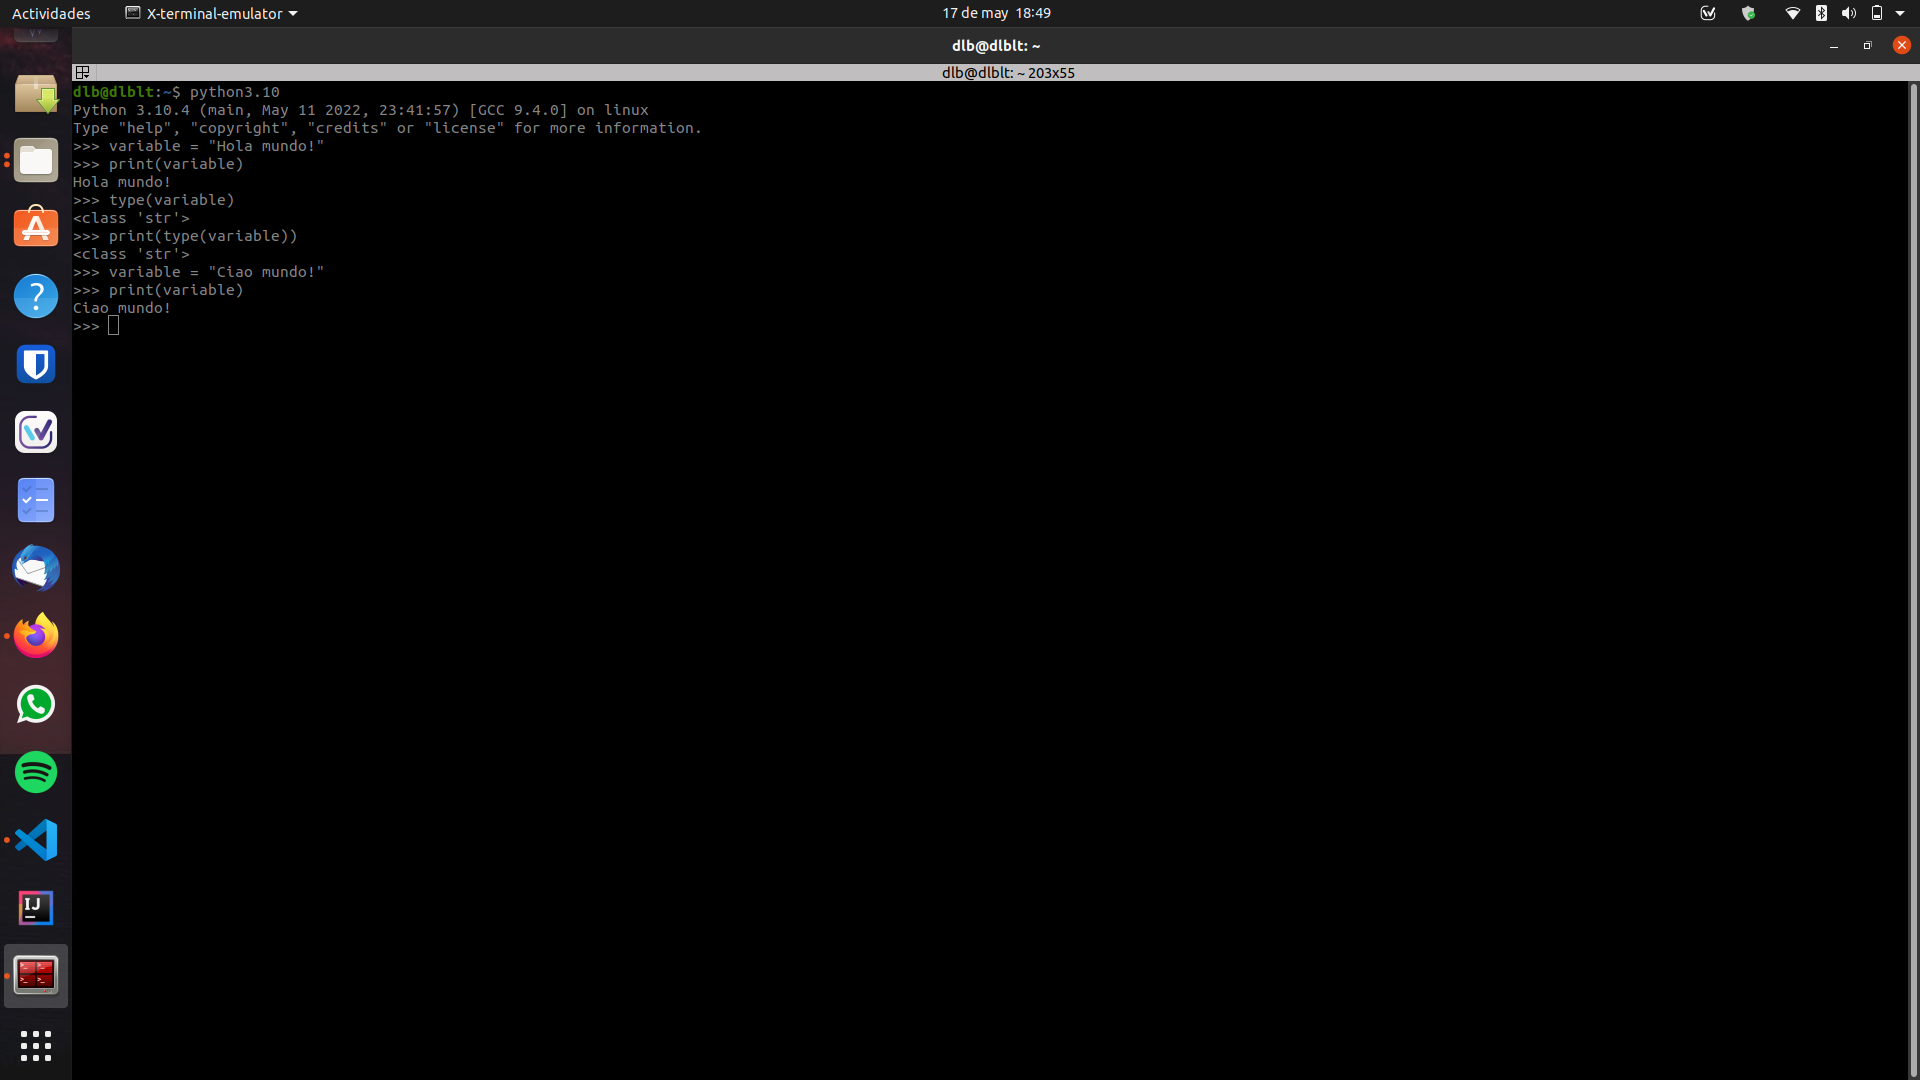 Actividades
X-terminal-emulator
17 de may 18:49
dlb@dlblt: ~
dlb@dlblt: ~ 203x55
dlb@dlblt:~$ python3.10
Python 3.10.4 (main, May 11 2022, 23:41:57) [GCC 9.4.0] on linux
Type "help", "copyright", "credits" or "license" for more information.
>>> variable = "Hola mundo!"
>>> print(variable)
Hola mundo!
>>> type(variable)
<class 'str'>
>>> print(type(variable))
<class 'str'>
>>> variable = "Ciao mundo!"
>>> print(variable)
Ciao mundo!
>>>
IJ